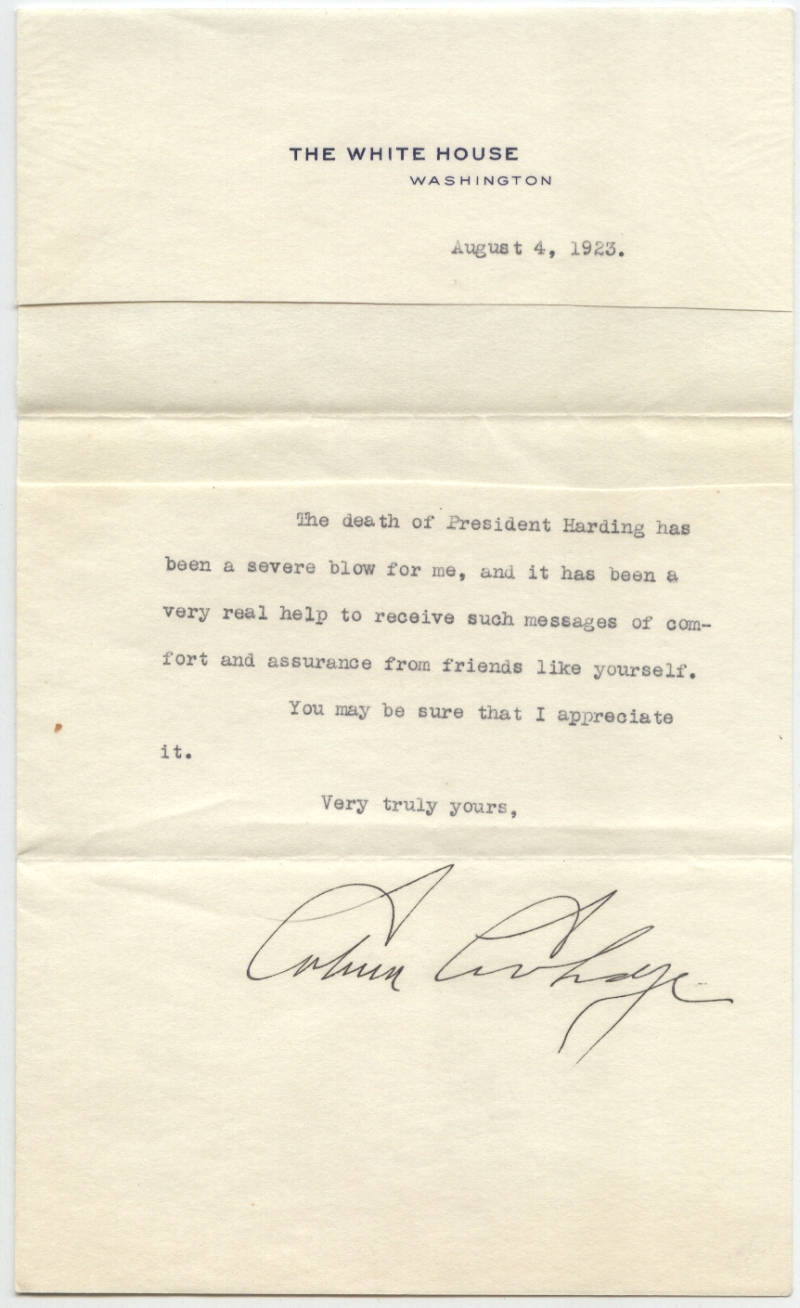 THE WHITE HOUSE
WASHINGTON
August 4, 1923.
The death of President Harding has
been a severe blow for me, and it has been a
very real help to receive such messages of com-
fort and assurance from friends like yourself.
You may be sure that I appreciate
it.
Very truly yours,
Calvin Coolidge